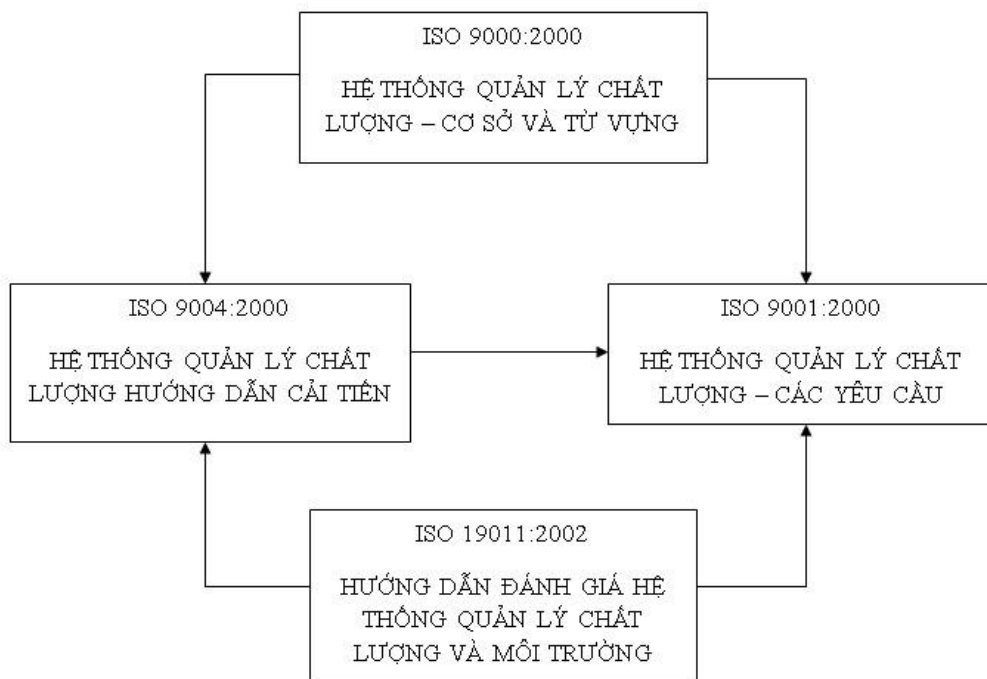 ISO 9000:2000
HỆ THỐNG QUẢN LÝ CHẤT
LƯỢNG – CƠ SỞ VÀ TỪ VỰNG
ISO 9004:2000
HỆ THỐNG QUẢN LÝ CHẤT
LƯỢNG HƯỚNG DẪN CẢI TIẾN
ISO 9001:2000
HỆ THỐNG QUẢN LÝ CHẤT
LƯỢNG – CÁC YÊU CẦU
ISO 19011:2002
HƯỚNG DẪN ĐÁNH GIÁ HỆ
THỐNG QUẢN LÝ CHẤT
LƯỢNG VÀ MÔI TRƯỜNG